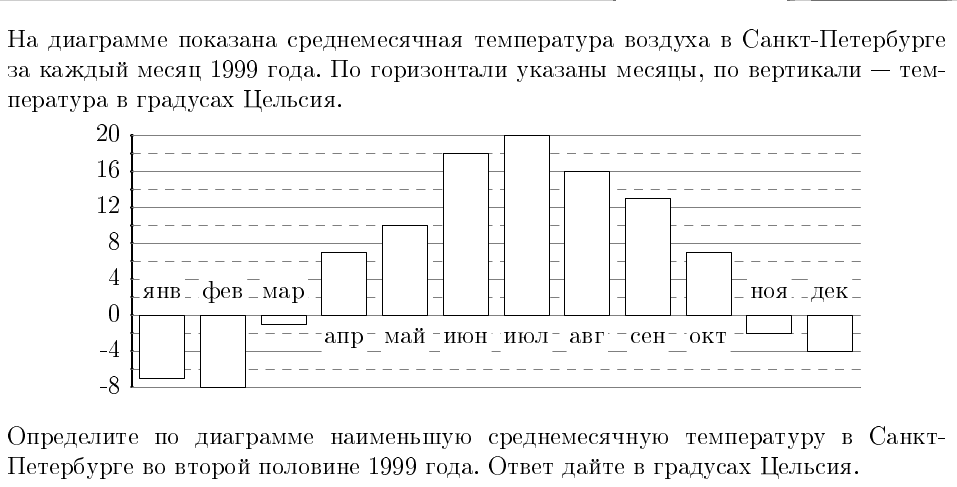 На диаграмме показана среднемесячная температура воздуха в Санкт-Петербурге
за каждый месяц 1999 года. По горизонтали указаны месяцы, по вертикали — тем-
пература в градусах Цельсия.
20
16
12
8
4
янв фев мар ноя дек
0
апр май июн июл авг сен окт
-4
-8
Определите по диаграмме наименьшую среднемесячную температуру в Санкт-
Петербурге во второй половине 1999 года. Ответ дайте в градусах Цельсия.